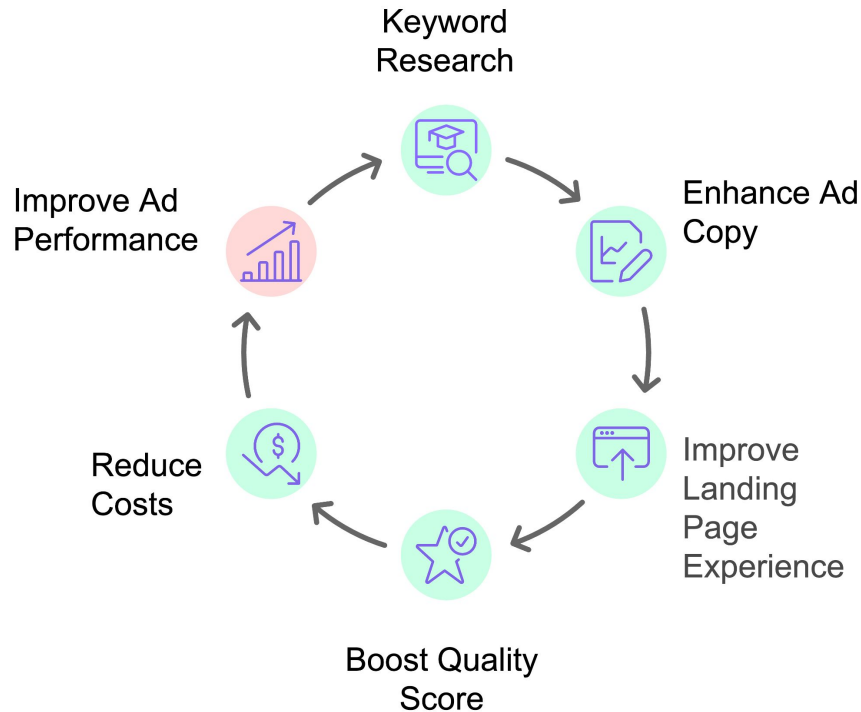 Keyword
Research
Enhance Ad
Copy
Improve
Landing
Page
Experience
Boost Quality
Score
Reduce
Costs
Improve Ad
Performance
$